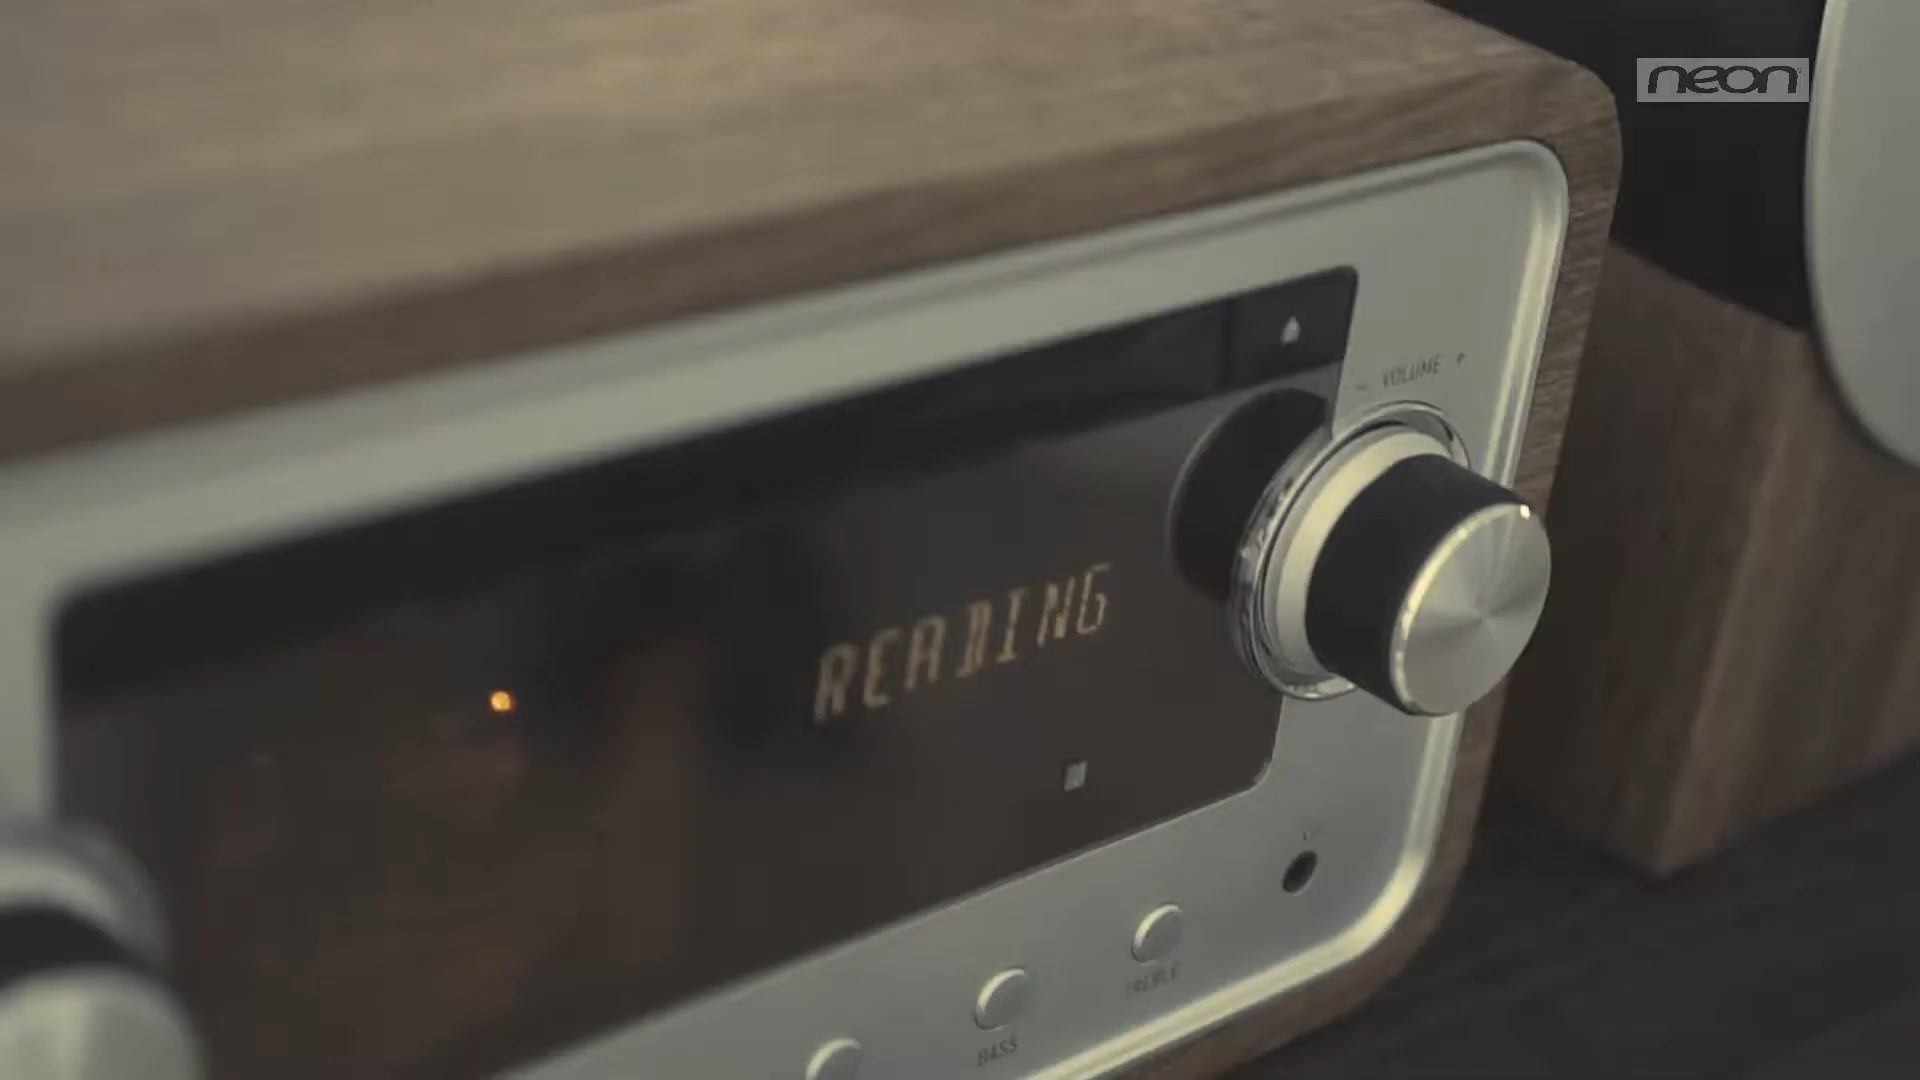 neon
- VOLUME +
READING
TREBLE
BASS